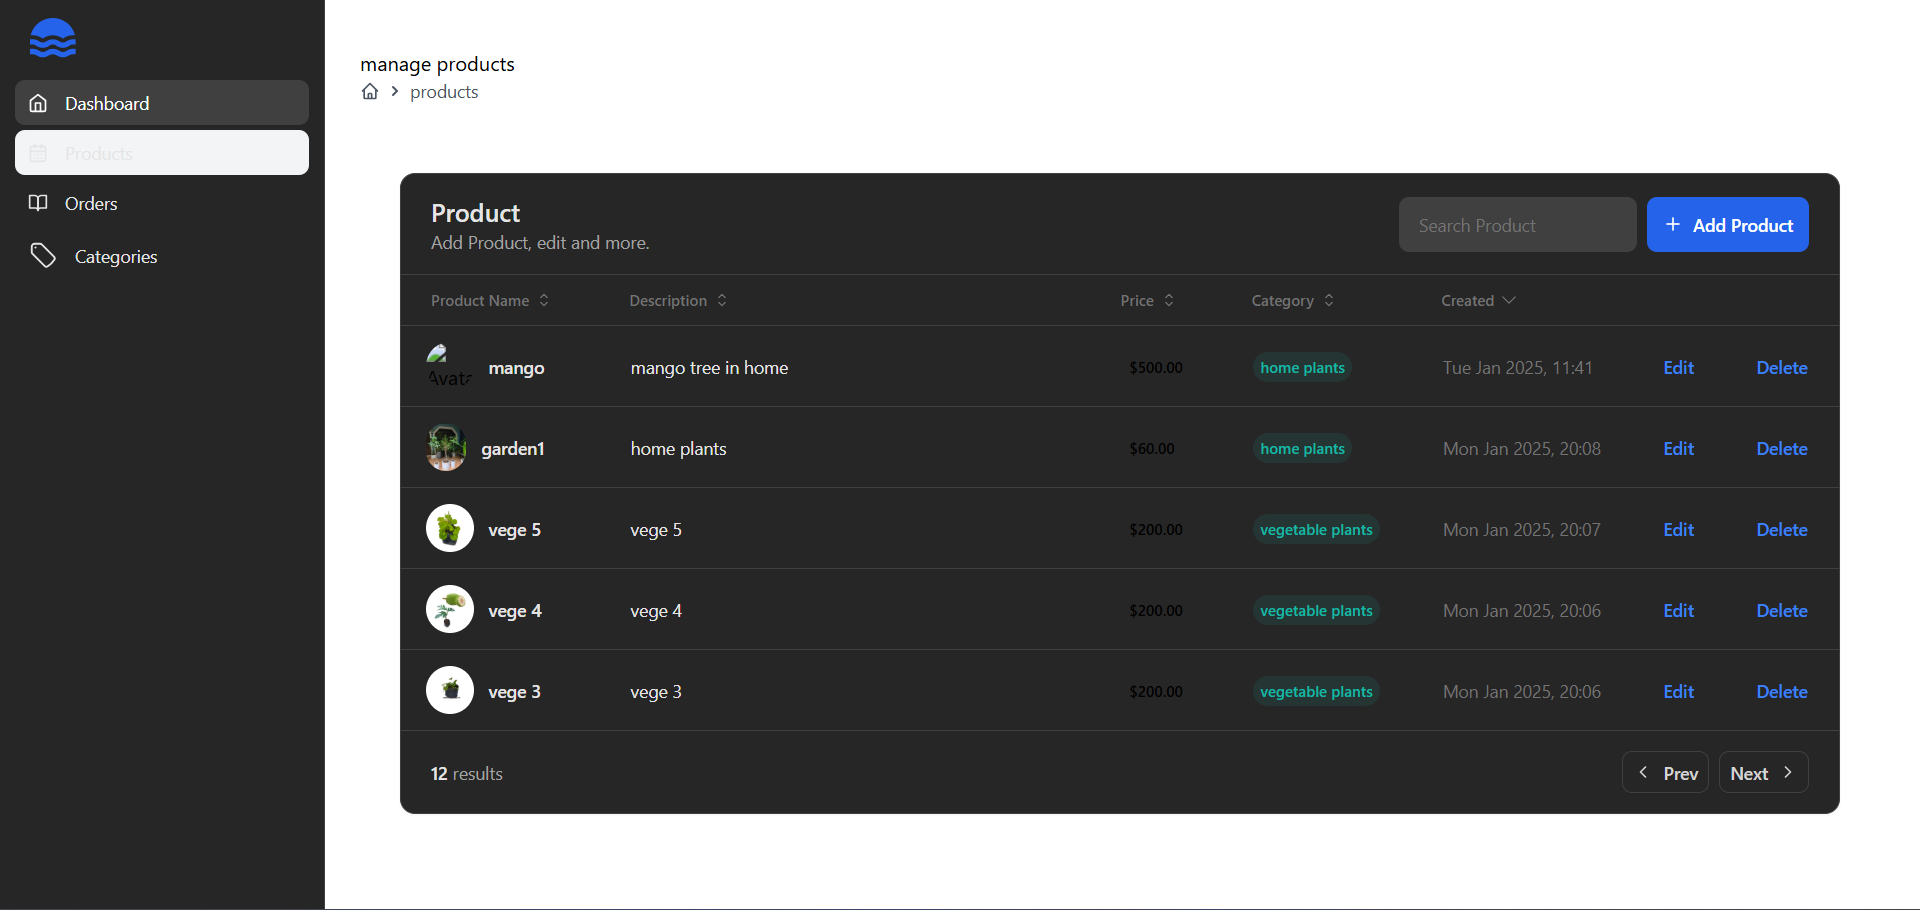 Dashboard
Products
Orders
Categories
manage products
products
Product
Add Product, edit and more.
Search Product
Add Product
Product Name Description Price Category Created
Avata mango mango tree in home $500.00 home plants Tue Jan 2025, 11:41 Edit Delete
garden1 home plants $60.00 home plants Mon Jan 2025, 20:08 Edit Delete
vege 5 vege 5 $200.00 vegetable plants Mon Jan 2025, 20:07 Edit Delete
vege 4 vege 4 $200.00 vegetable plants Mon Jan 2025, 20:06 Edit Delete
vege 3 vege 3 $200.00 vegetable plants Mon Jan 2025, 20:06 Edit Delete
12 results
Prev Next